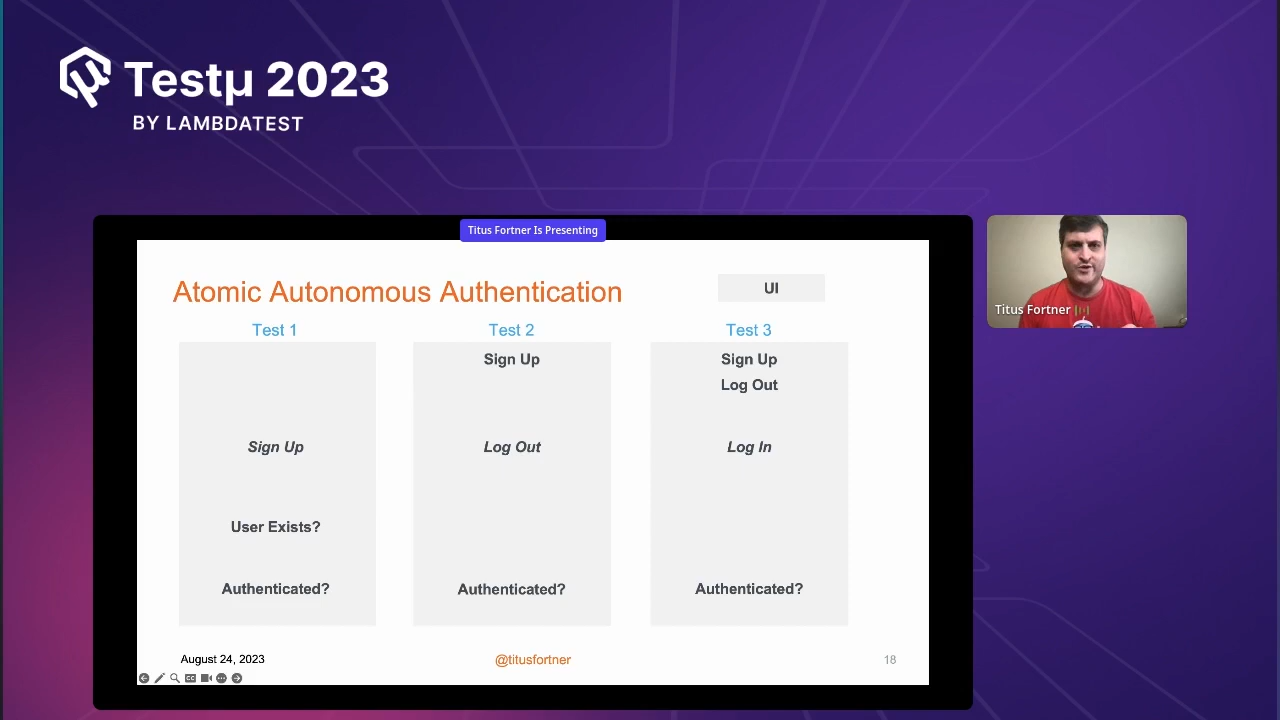 Testμ 2023
BY LAMBDATEST
Titus Fortner Is Presenting
Atomic Autonomous Authentication
UI
Test 1
Test 2
Test 3
Sign Up
Sign Up
Log Out
Sign Up
Log Out
Log In
User Exists?
Authenticated?
Authenticated?
Authenticated?
August 24, 2023
@titusfortner
18
Titus Fortner